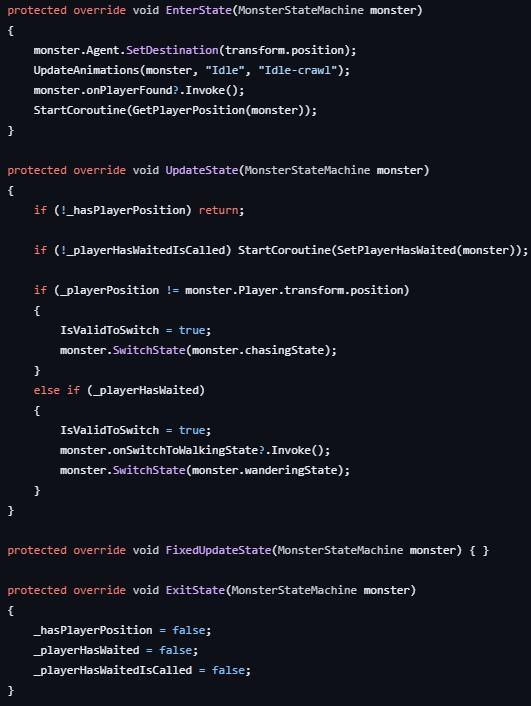 protected override void EnterState(MonsterStateMachine monster)
{
    monster.Agent.SetDestination(transform.position);
    UpdateAnimations(monster, "Idle", "Idle-crawl");
    monster.onPlayerFound?.Invoke();
    StartCoroutine(GetPlayerPosition(monster));
}

protected override void UpdateState(MonsterStateMachine monster)
{
    if (!_hasPlayerPosition) return;

    if (!_playerHasWaitedIsCalled) StartCoroutine(SetPlayerHasWaited(monster));

    if (_playerPosition != monster.Player.transform.position)
    {
        IsValidToSwitch = true;
        monster.SwitchState(monster.chasingState);
    }
    else if (_playerHasWaited)
    {
        IsValidToSwitch = true;
        monster.onSwitchToWalkingState?.Invoke();
        monster.SwitchState(monster.wanderingState);
    }
}

protected override void FixedUpdateState(MonsterStateMachine monster) { }

protected override void ExitState(MonsterStateMachine monster)
{
    _hasPlayerPosition = false;
    _playerHasWaited = false;
    _playerHasWaitedIsCalled = false;
}